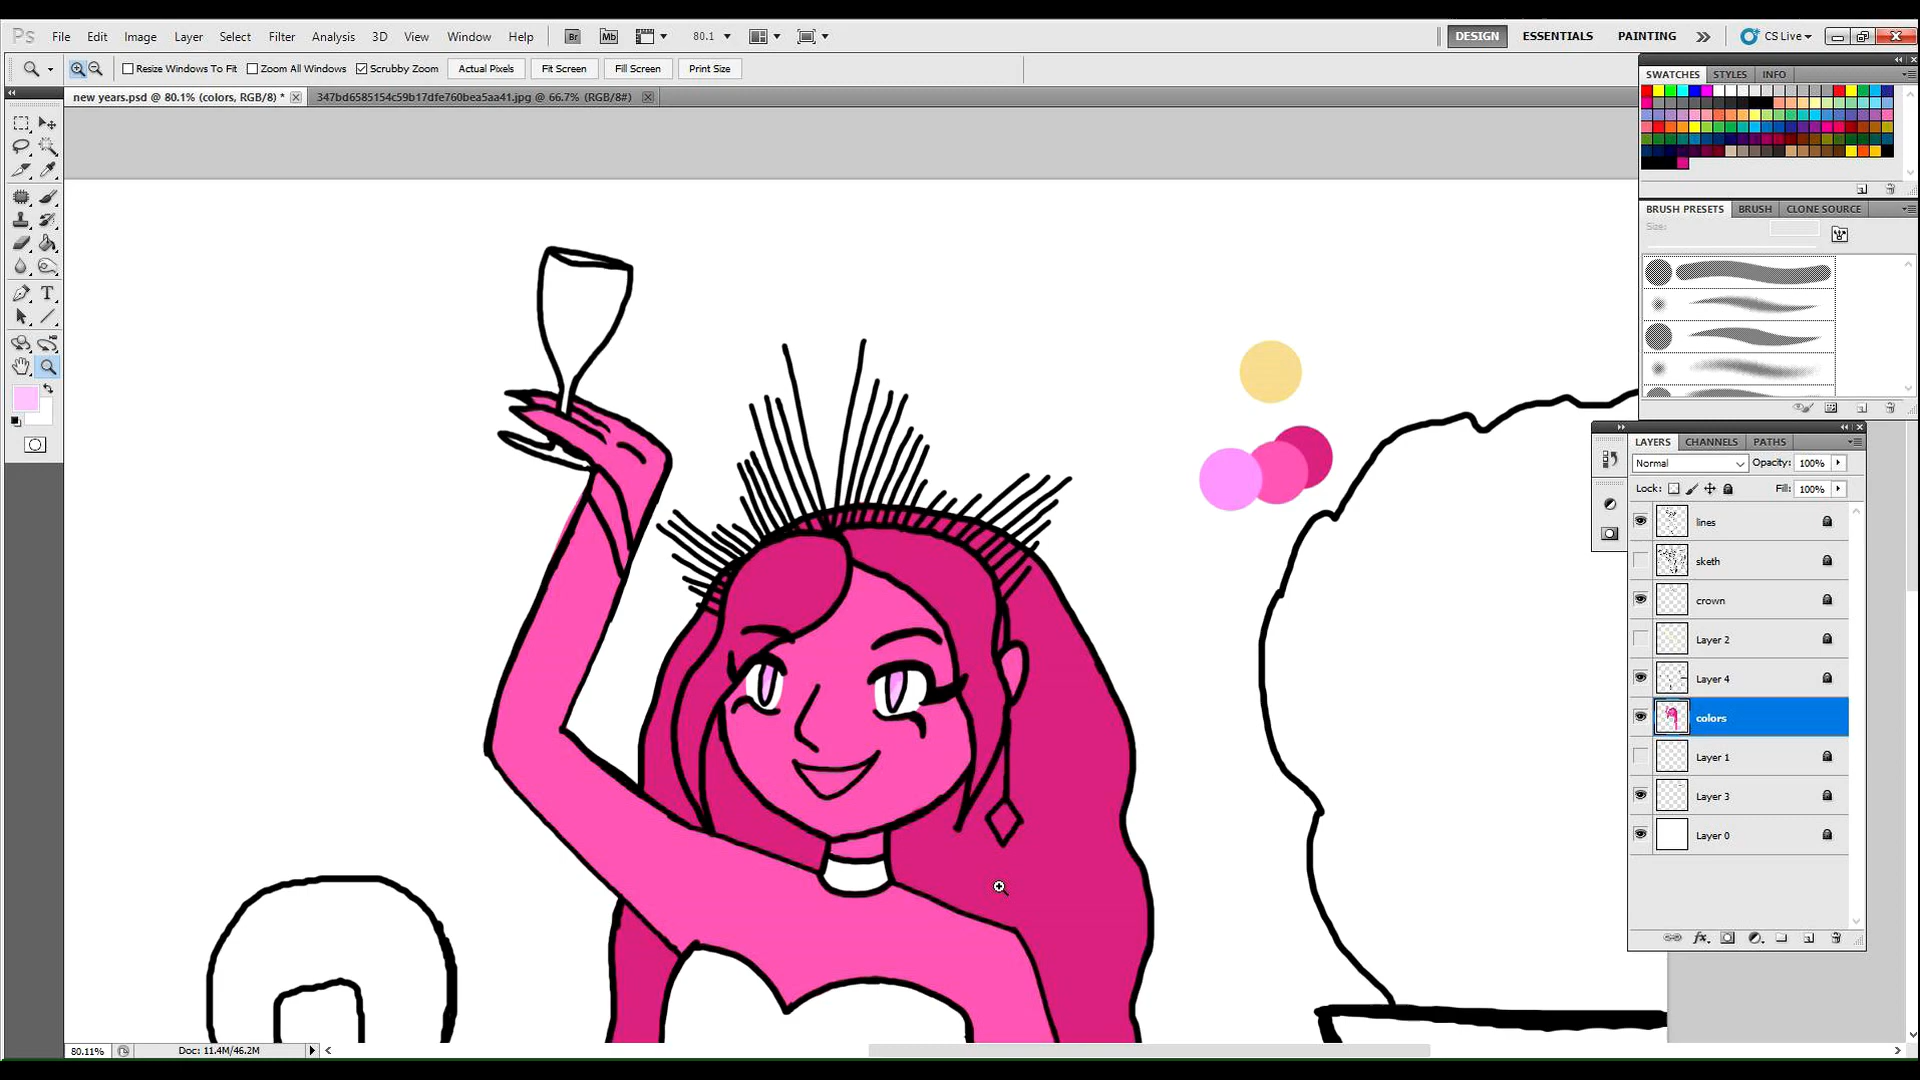 Ps File Edit Image Layer Select Filter Analysis 3D View Window Help Br Mb 80.1 DESIGN ESSENTIALS PAINTING CS Live
Resize Windows To Fit Zoom All Windows Scrubby Zoom Actual Pixels Fit Screen Fill Screen Print Size
new years.psd @ 80.1% (colors, RGB/8) * 347bd6585154c59b17dfe760bea5aa41.jpg @ 66.7% (RGB/8#)
SWATCHES STYLES INFO
BRUSH PRESETS BRUSH CLONE SOURCE
Size:
LAYERS CHANNELS PATHS
Normal Opacity: 100%
Lock: Fill: 100%
lines
sketh
crown
Layer 2
Layer 4
colors
Layer 1
Layer 3
Layer 0
fx
80.11% Doc: 11.4M/46.2M